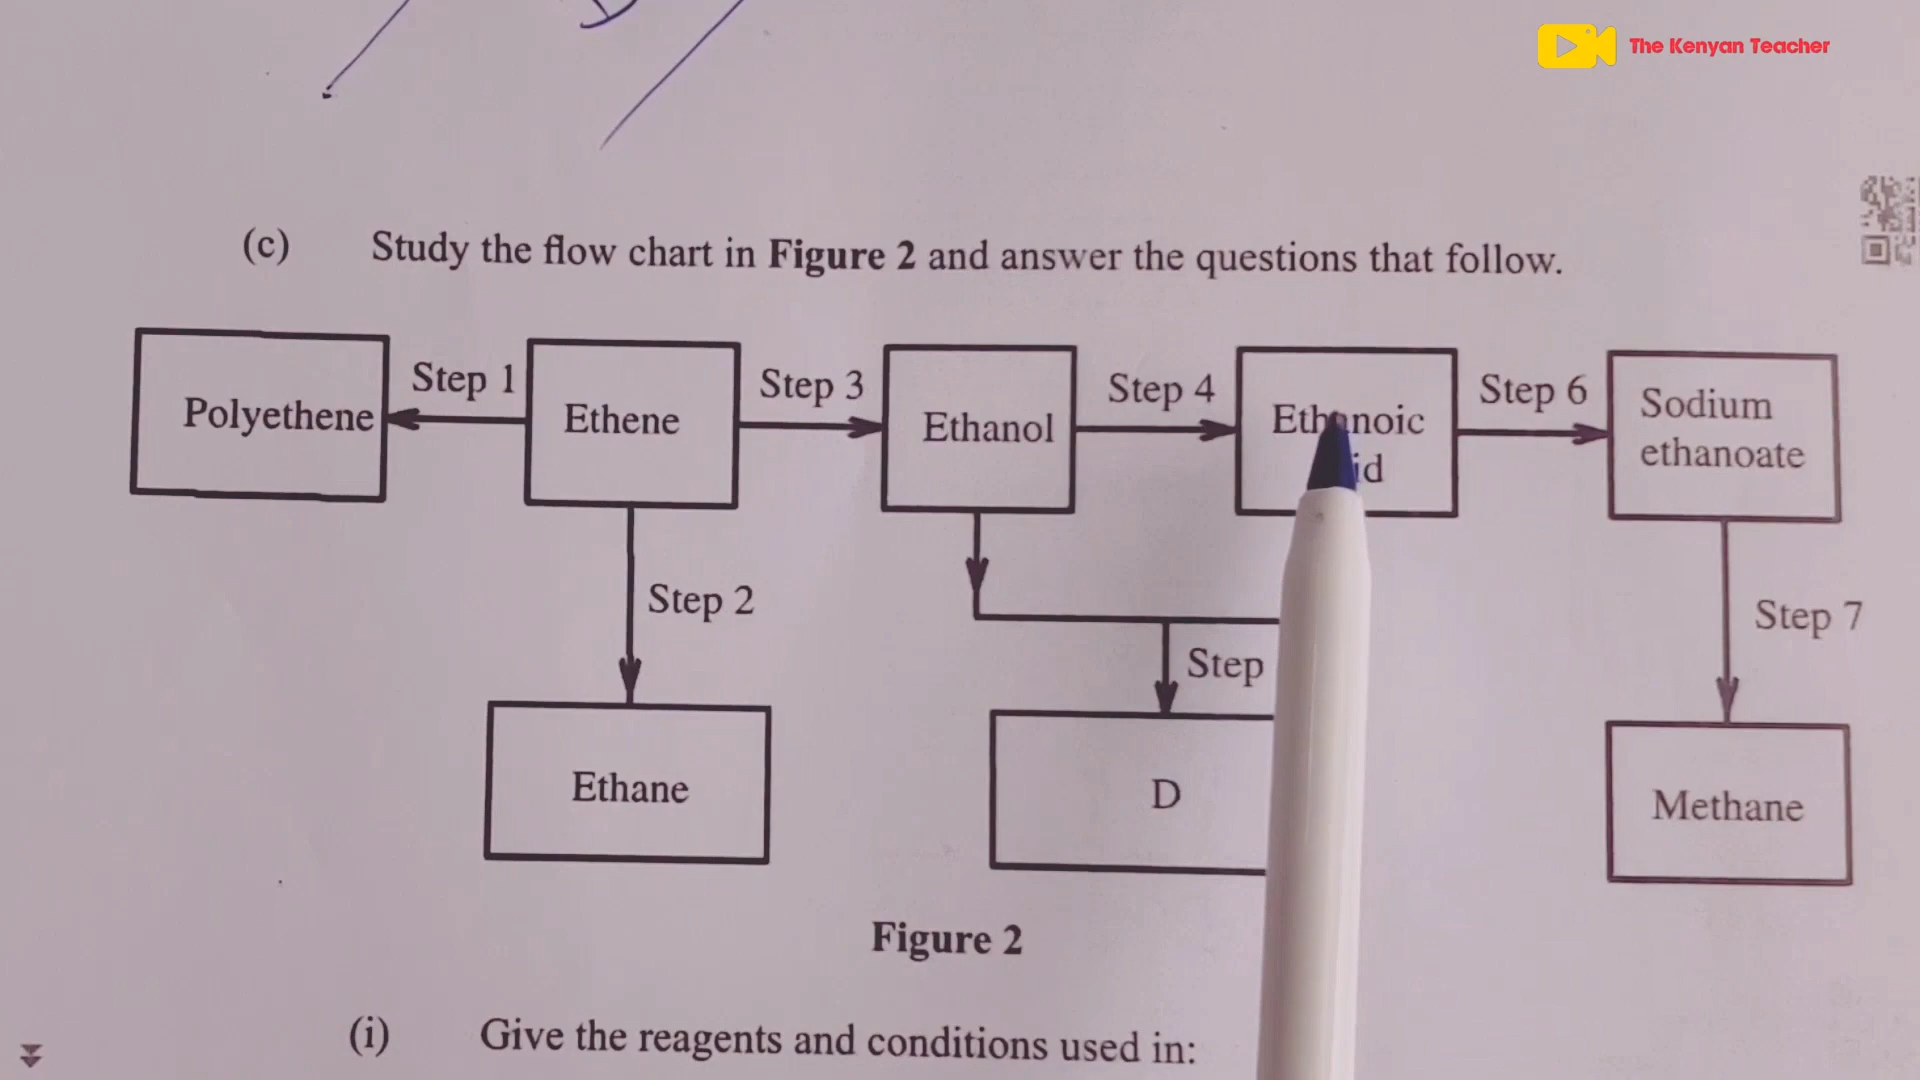 The Kenyan Teacher
(c) Study the flow chart in Figure 2 and answer the questions that follow.
Polyethene
Step 1
Ethene
Step 3
Ethanol
Step 4
Ethanoic
Step 6
Sodium
ethanoate
Step 2
Step
Step 7
Ethane
D
Methane
Figure 2
(i) Give the reagents and conditions used in: